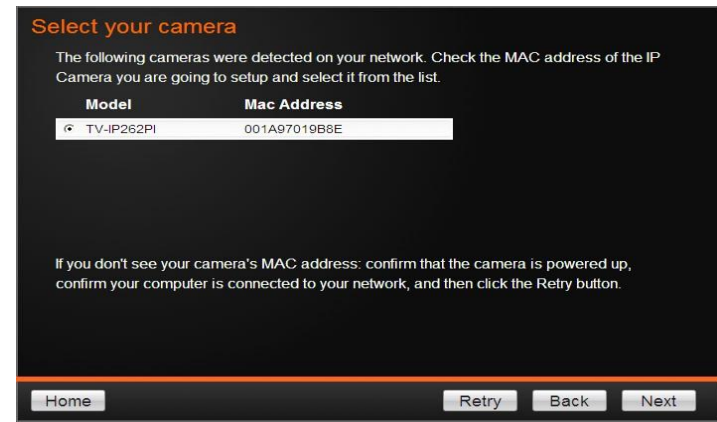 Select your camera
The following cameras were detected on your network. Check the MAC address of the IP
Camera you are going to setup and select it from the list.
Model Mac Address
TV-IP262PI 001A97019B8E
If you don't see your camera's MAC address: confirm that the camera is powered up,
confirm your computer is connected to your network, and then click the Retry button.
Home Retry Back Next